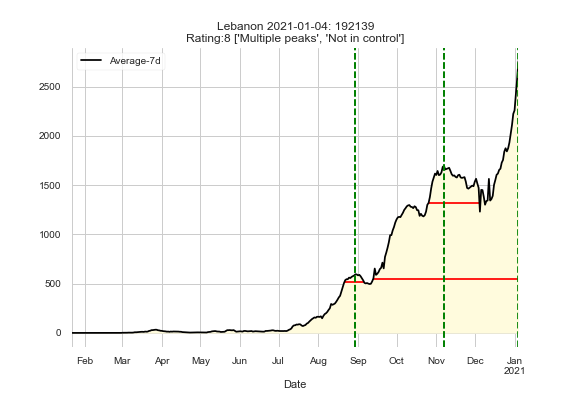 Lebanon 2021-01-04: 192139
Rating:8 ['Multiple peaks', 'Not in control']
Average-7d
2500
2000
1500
1000
500
0
Feb Mar Apr May Jun Jul Aug Sep Oct Nov Dec Jan
2021
Date